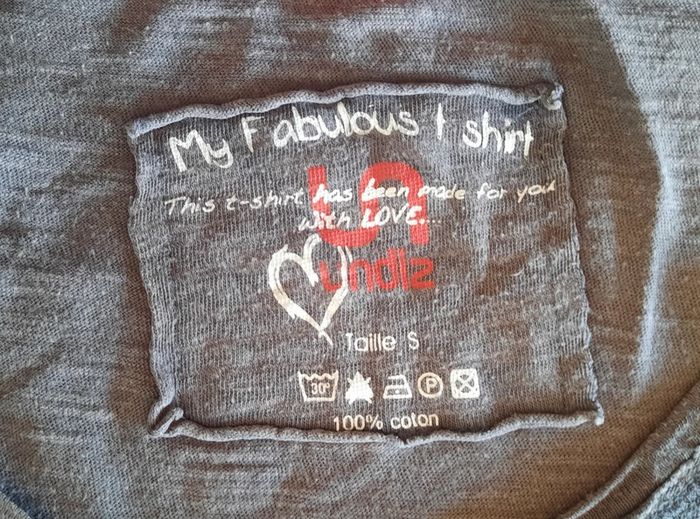 My Fabulous t shirt
This t-shirt has been made for you
with LOVE....
undiz
Taille S
30°
P
100% coton